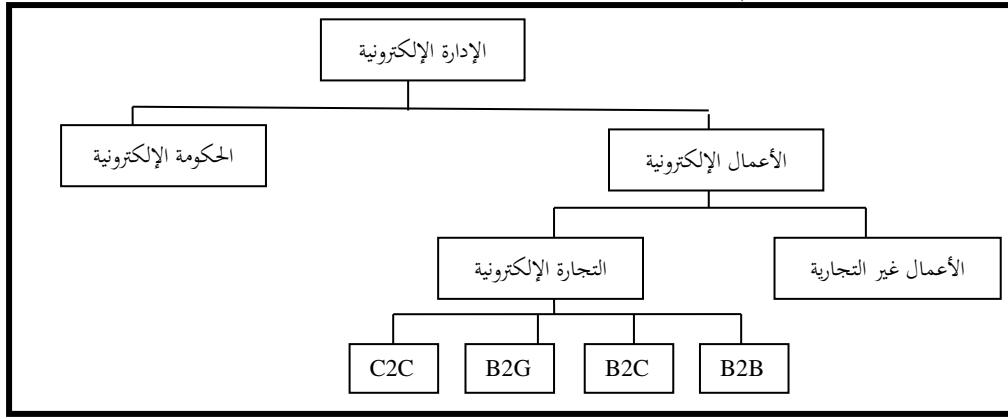 الإدارة الإلكترونية
الأعمال الإلكترونية
الحكومة الإلكترونية
الأعمال غير التجارية
التجارة الإلكترونية
B2B
B2C
B2G
C2C